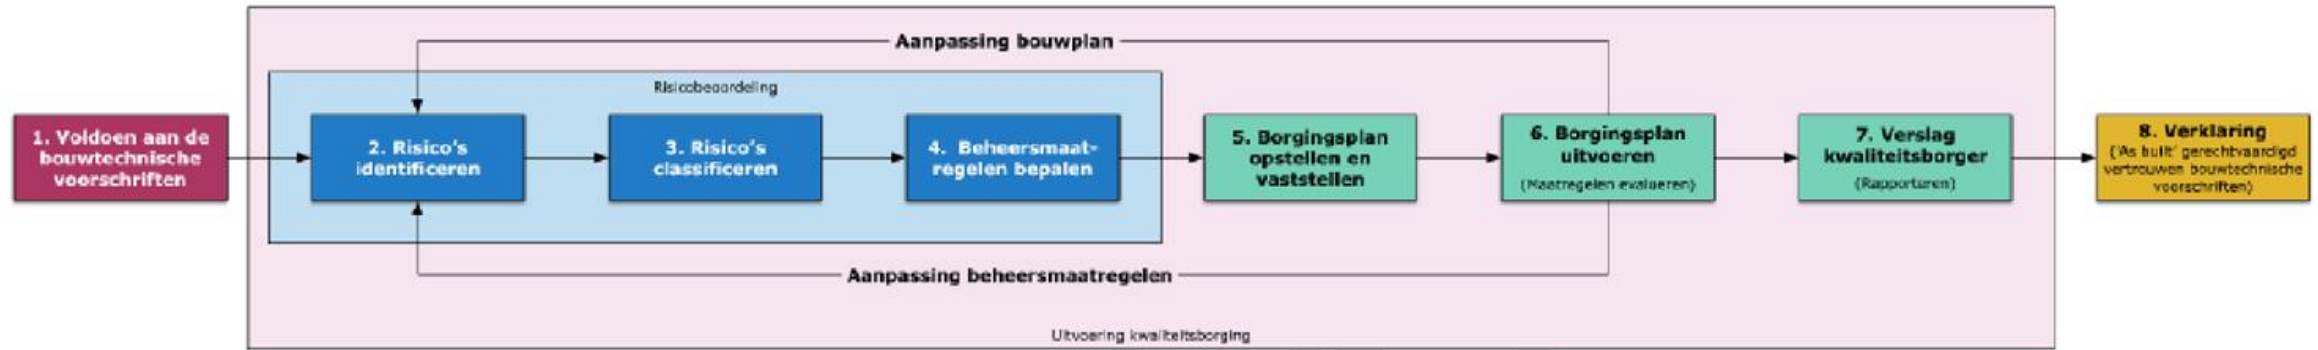 Aanpassing bouwplan
Risicobeoordeling
1. Voldoen aan de
bouwtechnische
voorschriften
2. Risico's
identificeren
3. Risico's
classificeren
4. Beheersmaat-
regelen bepalen
5. Borgingsplan
opstellen en
vaststellen
6. Borgingsplan
uitvoeren
(Maatregelen evalueren)
7. Verslag
kwaliteitsborger
(Rapporteren)
8. Verklaring
('As built' gerechtvaardigd
vertrouwen bouwtechnische
voorschriften)
Aanpassing beheersmaatregelen
Uitvoering kwaliteitsborging